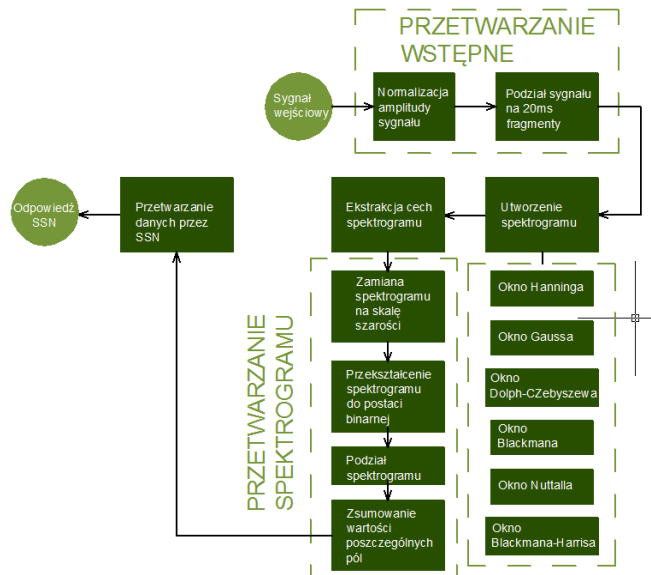 PRZETWARZANIE
WSTĘPNE
Sygnał
wejściowy
Normalizacja
amplitudy
sygnału
Podział sygnału
na 20ms
fragmenty
Odpowiedź
SSN
Przetwarzanie
danych przez
SSN
Ekstrakcja cech
spektrogramu
Utworzenie
spektrogramu
PRZETWARZANIE
SPEKTROGRAMU
Zamiana
spektrogramu
na skalę
szarości
Przekształcenie
spektrogramu
do postaci
binarnej
Podział
spektrogramu
Zsumowanie
wartości
poszczególnych
pól
Okno Hanninga
Okno Gaussa
Okno
Dolph-CZebyszewa
Okno
Blackmana
Okno Nuttalla
Okno
Blackmana-Harrisa